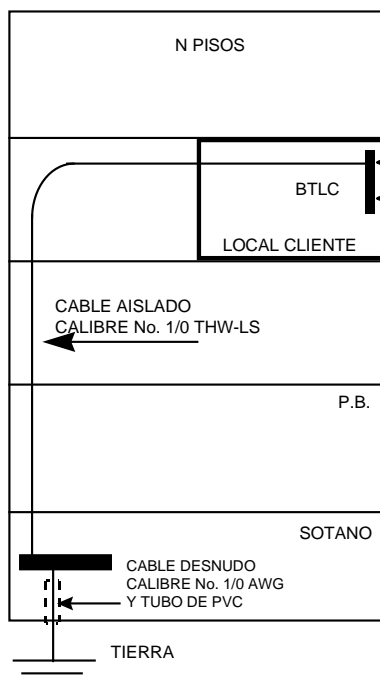 N PISOS
BTLC
LOCAL CLIENTE
CABLE AISLADO
CALIBRE No. 1/0 THW-LS
P.B.
SOTANO
CABLE DESNUDO
CALIBRE No. 1/0 AWG
Y TUBO DE PVC
TIERRA